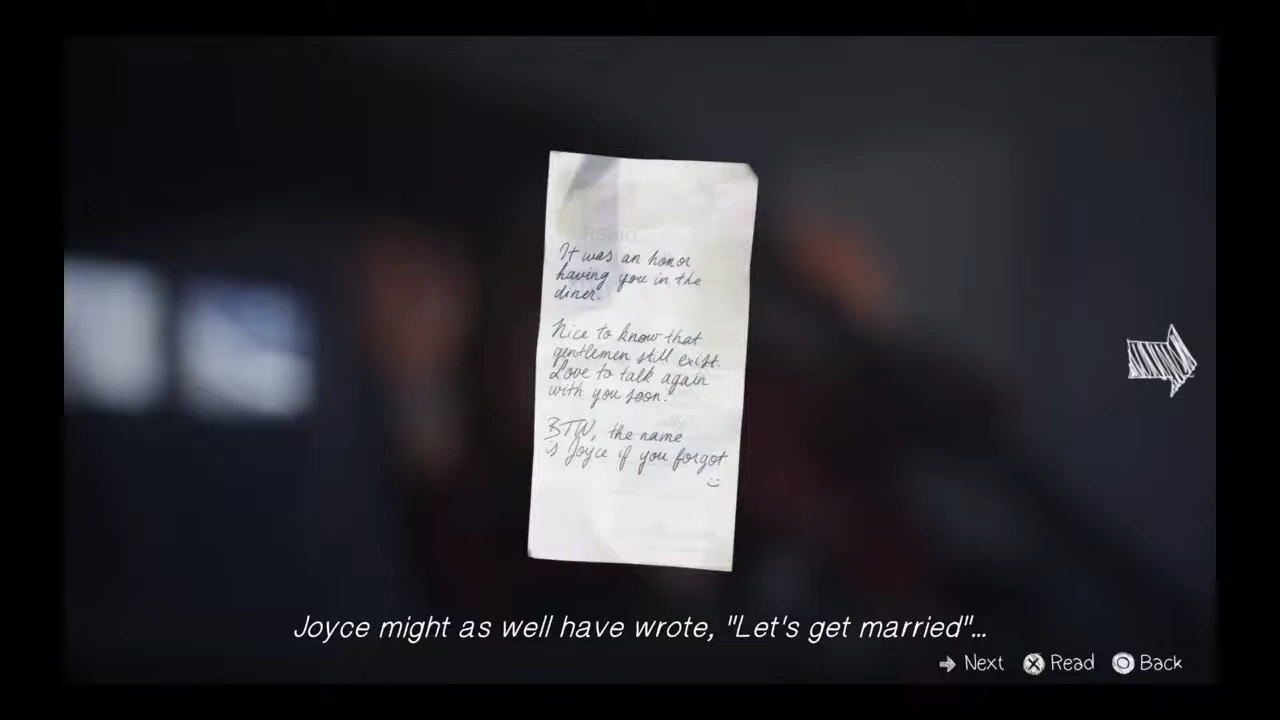 It was an honor
having you in the
diner.
Nice to know that
gentlemen still exist.
Love to talk again
with you soon.
BTW, the name
is Joyce if you forgot
Joyce might as well have wrote, "Let's get married"...
Next Read Back